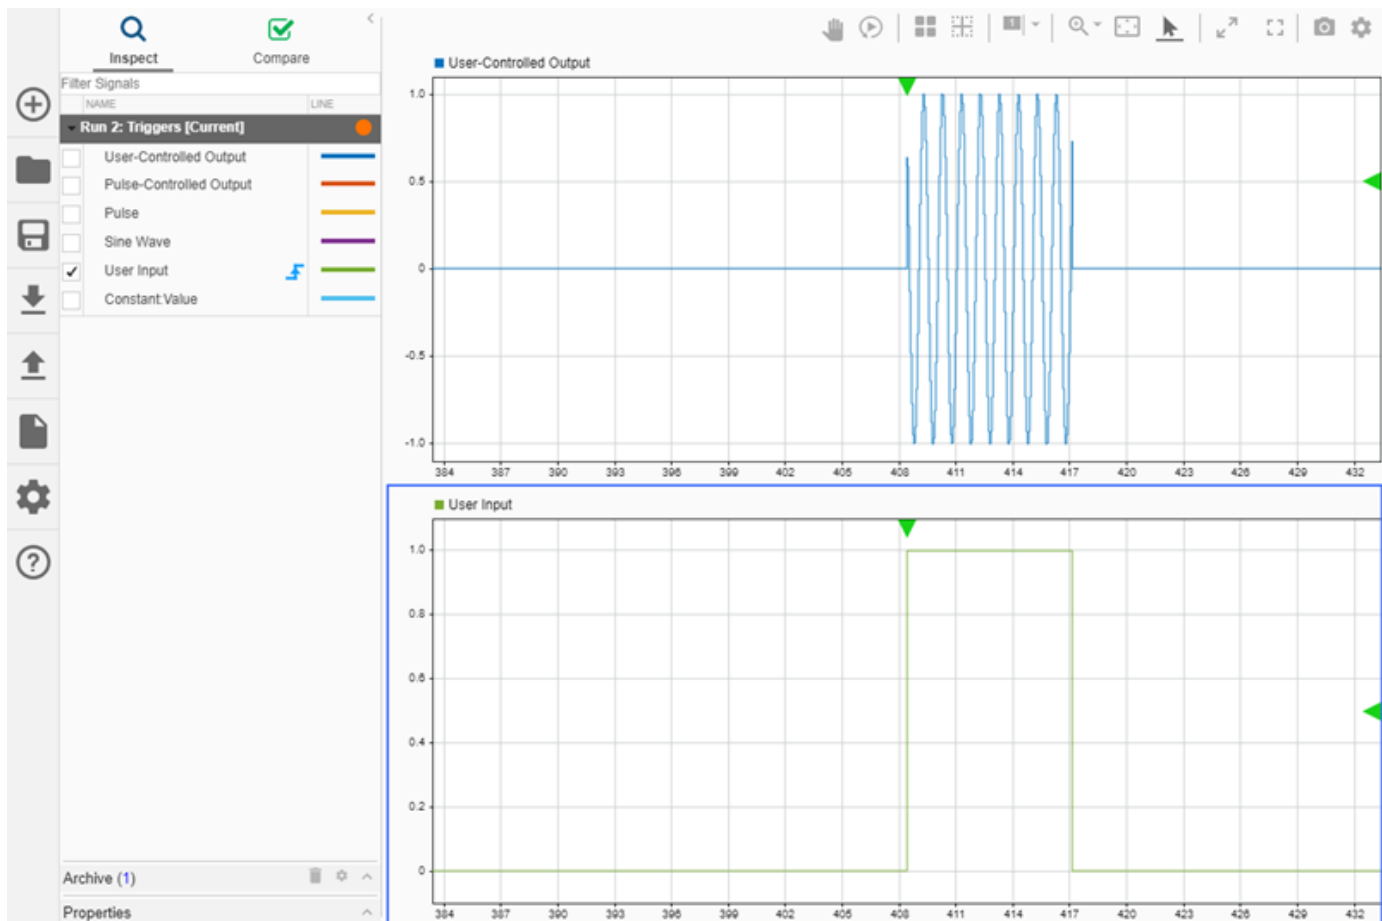 Inspect
Compare
Filter Signals
NAME
LINE
Run 2: Triggers [Current]
User-Controlled Output
Pulse-Controlled Output
Pulse
Sine Wave
User Input
Constant:Value
Archive (1)
Properties
1
User-Controlled Output
1.0
0.5
0
-0.5
-1.0
384 387 390 393 396 399 402 405 408 411 414 417 420 423 426 429 432
User Input
1.0
0.8
0.6
0.4
0.2
0
384 387 390 393 396 399 402 405 408 411 414 417 420 423 426 429 432